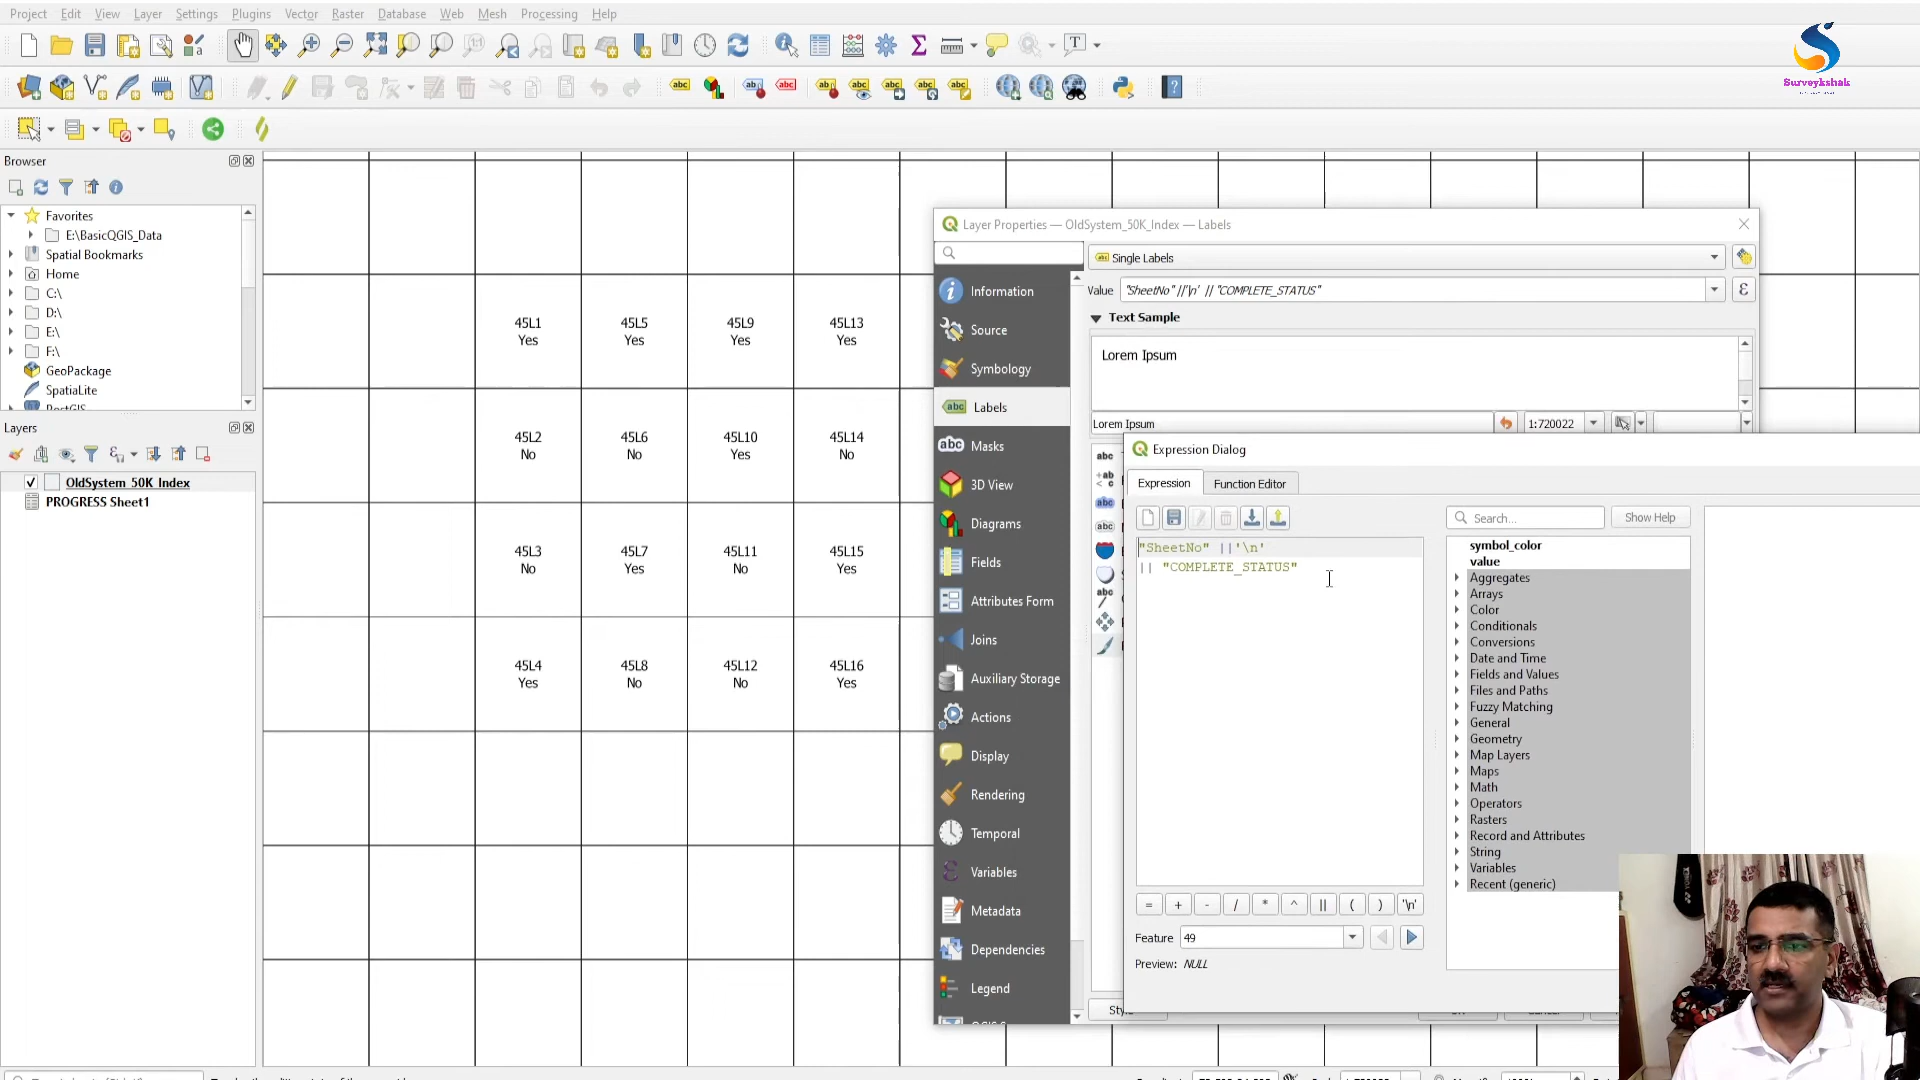 Project Edit View Layer Settings Plugins Vector Raster Database Web Mesh Processing Help
Surveykshak
Browser
Favorites
E:\BasicQGIS_Data
Spatial Bookmarks
Home
C:\
D:\
E:\
F:\
GeoPackage
SpatiaLite
PostGIS
Layers
OldSystem_50K_Index
PROGRESS Sheet1
45L1 45L5 45L9 45L13
Yes Yes Yes Yes
45L2 45L6 45L10 45L14
No No Yes No
45L3 45L7 45L11 45L15
No Yes No Yes
45L4 45L8 45L12 45L16
Yes No No Yes
Layer Properties — OldSystem_50K_Index — Labels
Information
Source
Symbology
Labels
Masks
3D View
Diagrams
Fields
Attributes Form
Joins
Auxiliary Storage
Actions
Display
Rendering
Temporal
Variables
Metadata
Dependencies
Legend
Single Labels
Value "SheetNo" ||'\n' || "COMPLETE_STATUS"
Text Sample
Lorem Ipsum
Lorem Ipsum 1:720022
Expression Dialog
Expression Function Editor
"SheetNo" ||'\n'
|| "COMPLETE_STATUS"
= + - / * ^ || ( ) '\n'
Feature 49
Preview: NULL
Search... Show Help
symbol_color
value
Aggregates
Arrays
Color
Conditionals
Conversions
Date and Time
Fields and Values
Files and Paths
Fuzzy Matching
General
Geometry
Map Layers
Maps
Math
Operators
Rasters
Record and Attributes
String
Variables
Recent (generic)